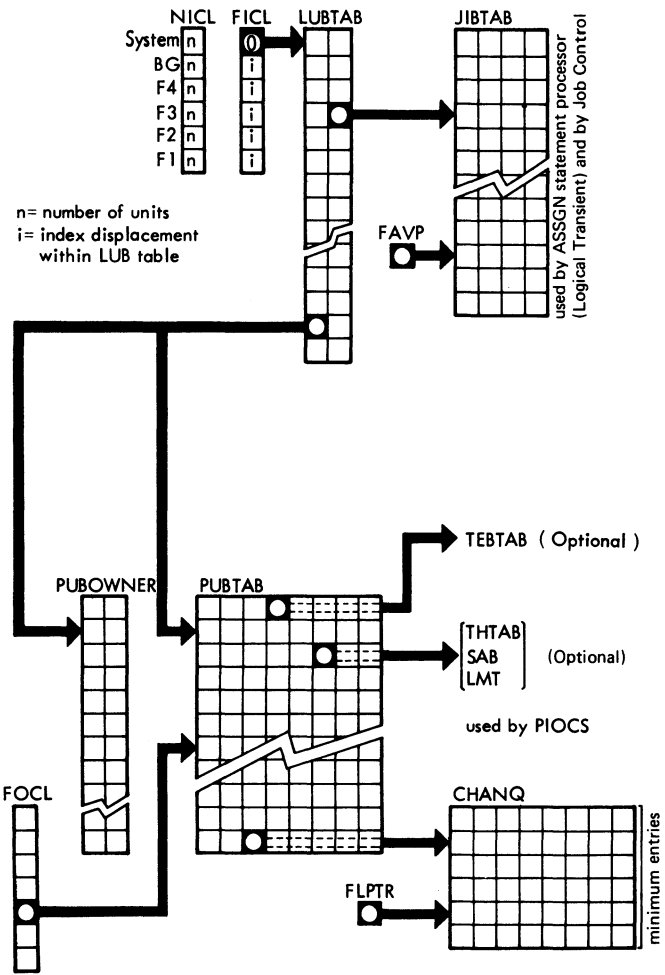 NICL FICL LUBTAB JIBTAB
System n 0
BG n i
F4 n i
F3 n i
F2 n i
F1 n i
n= number of units
i= index displacement
within LUB table
FAVP
used by ASSGN statement processor
(Logical Transient) and by Job Control
TEBTAB ( Optional )
PUBOWNER PUBTAB
THTAB
SAB (Optional)
LMT
used by PIOCS
FOCL
CHANQ
FLPTR
minimum entries